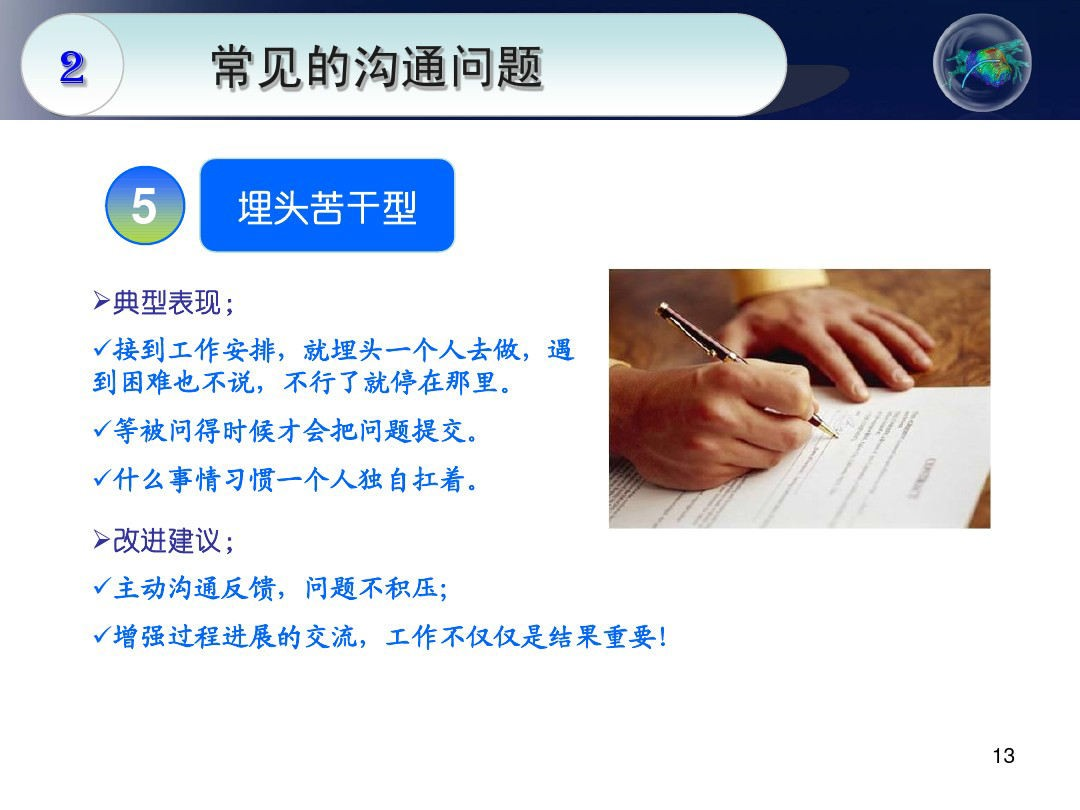 2
常见的沟通问题
5
埋头苦干型
➢典型表现；
✓接到工作安排，就埋头一个人去做，遇
到困难也不说，不行了就停在那里。
✓等被问得时候才会把问题提交。
✓什么事情习惯一个人独自扛着。
➢改进建议；
✓主动沟通反馈，问题不积压；
✓增强过程进展的交流，工作不仅仅是结果重要！
13